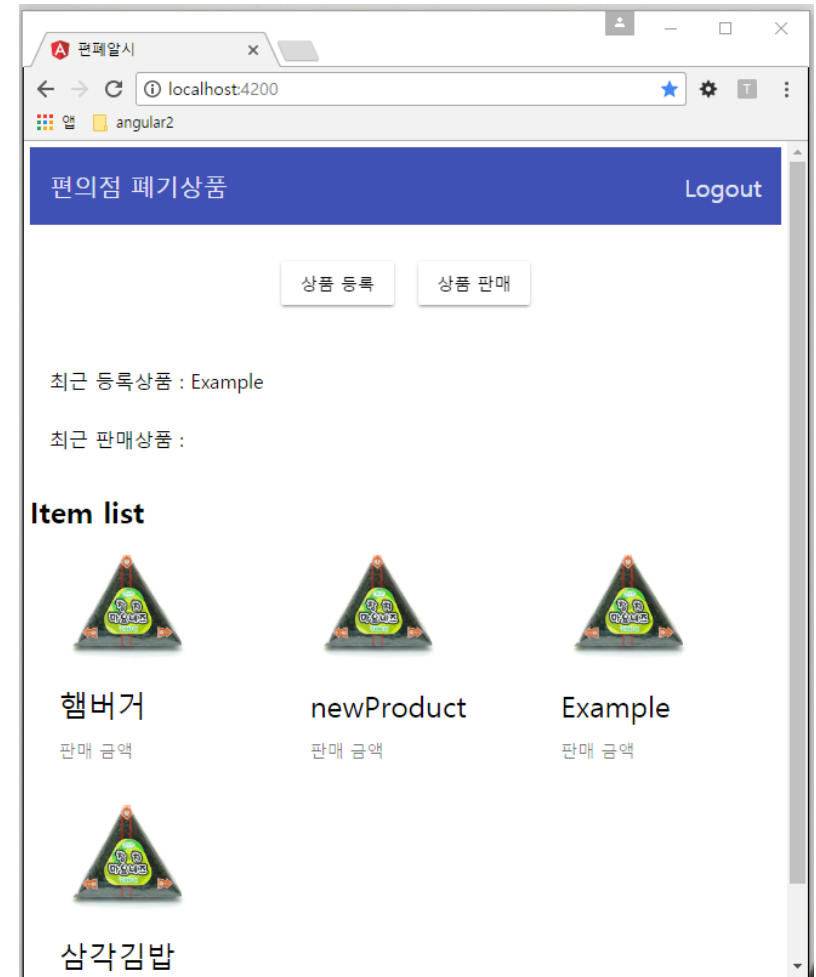 편폐알시
localhost:4200
T
앱 angular2
편의점 폐기상품 Logout
상품 등록 상품 판매
최근 등록상품 : Example
최근 판매상품 :
Item list
햄버거 newProduct Example
판매 금액 판매 금액 판매 금액
삼각김밥